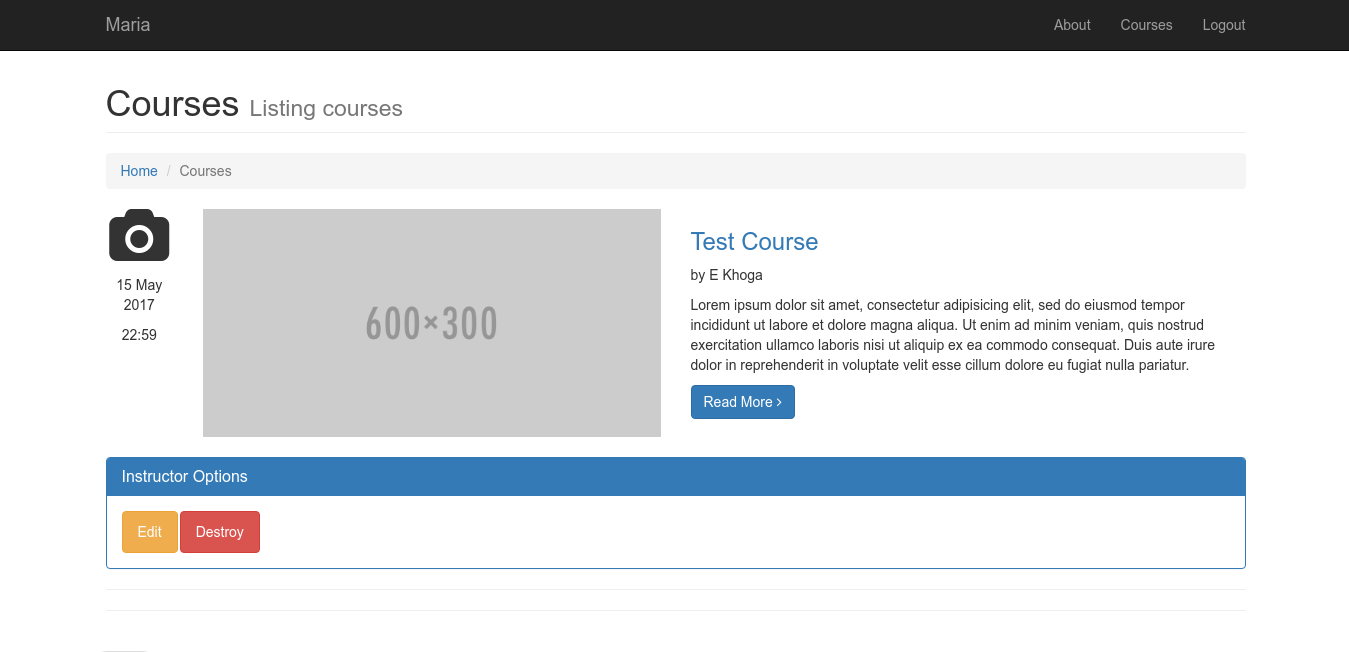 Maria
About Courses Logout
Courses Listing courses
Home / Courses
15 May
2017
22:59
600×300
Test Course
by E Khoga
Lorem ipsum dolor sit amet, consectetur adipisicing elit, sed do eiusmod tempor
incididunt ut labore et dolore magna aliqua. Ut enim ad minim veniam, quis nostrud
exercitation ullamco laboris nisi ut aliquip ex ea commodo consequat. Duis aute irure
dolor in reprehenderit in voluptate velit esse cillum dolore eu fugiat nulla pariatur.
Read More >
Instructor Options
Edit Destroy